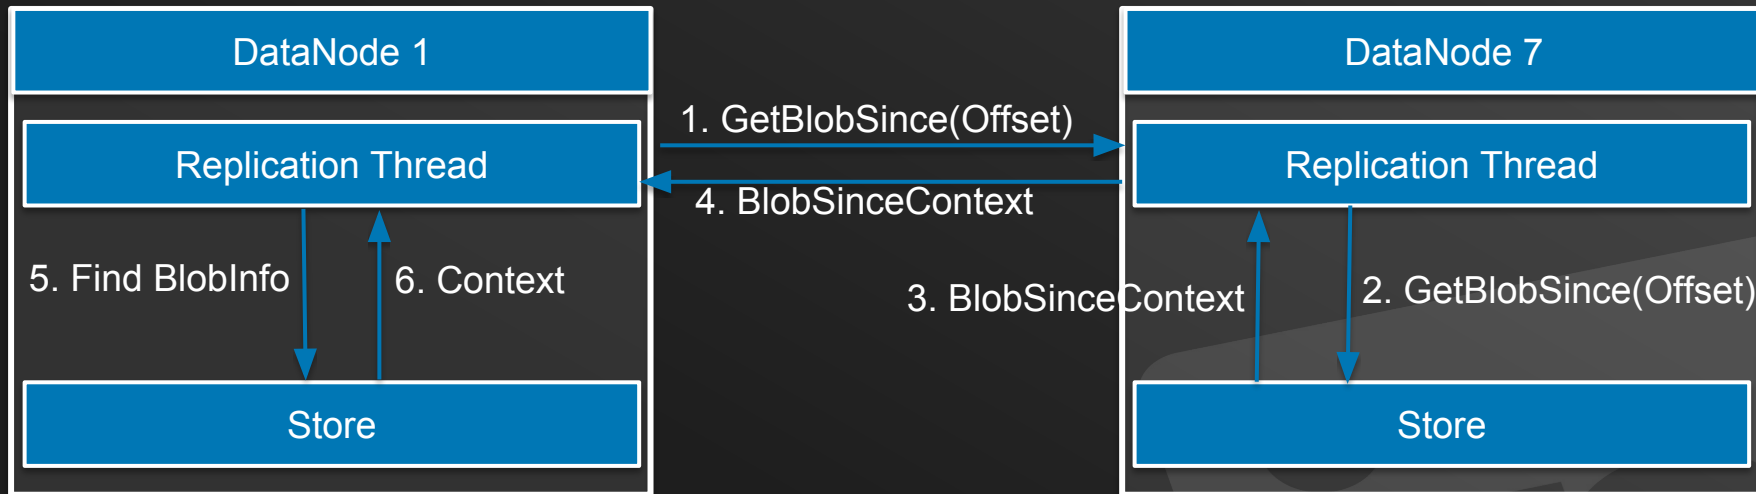 DataNode 1
DataNode 7
1. GetBlobSince(Offset)
Replication Thread
Replication Thread
4. BlobSinceContext
5. Find BlobInfo
6. Context
3. BlobSinceContext
2. GetBlobSince(Offset)
Store
Store